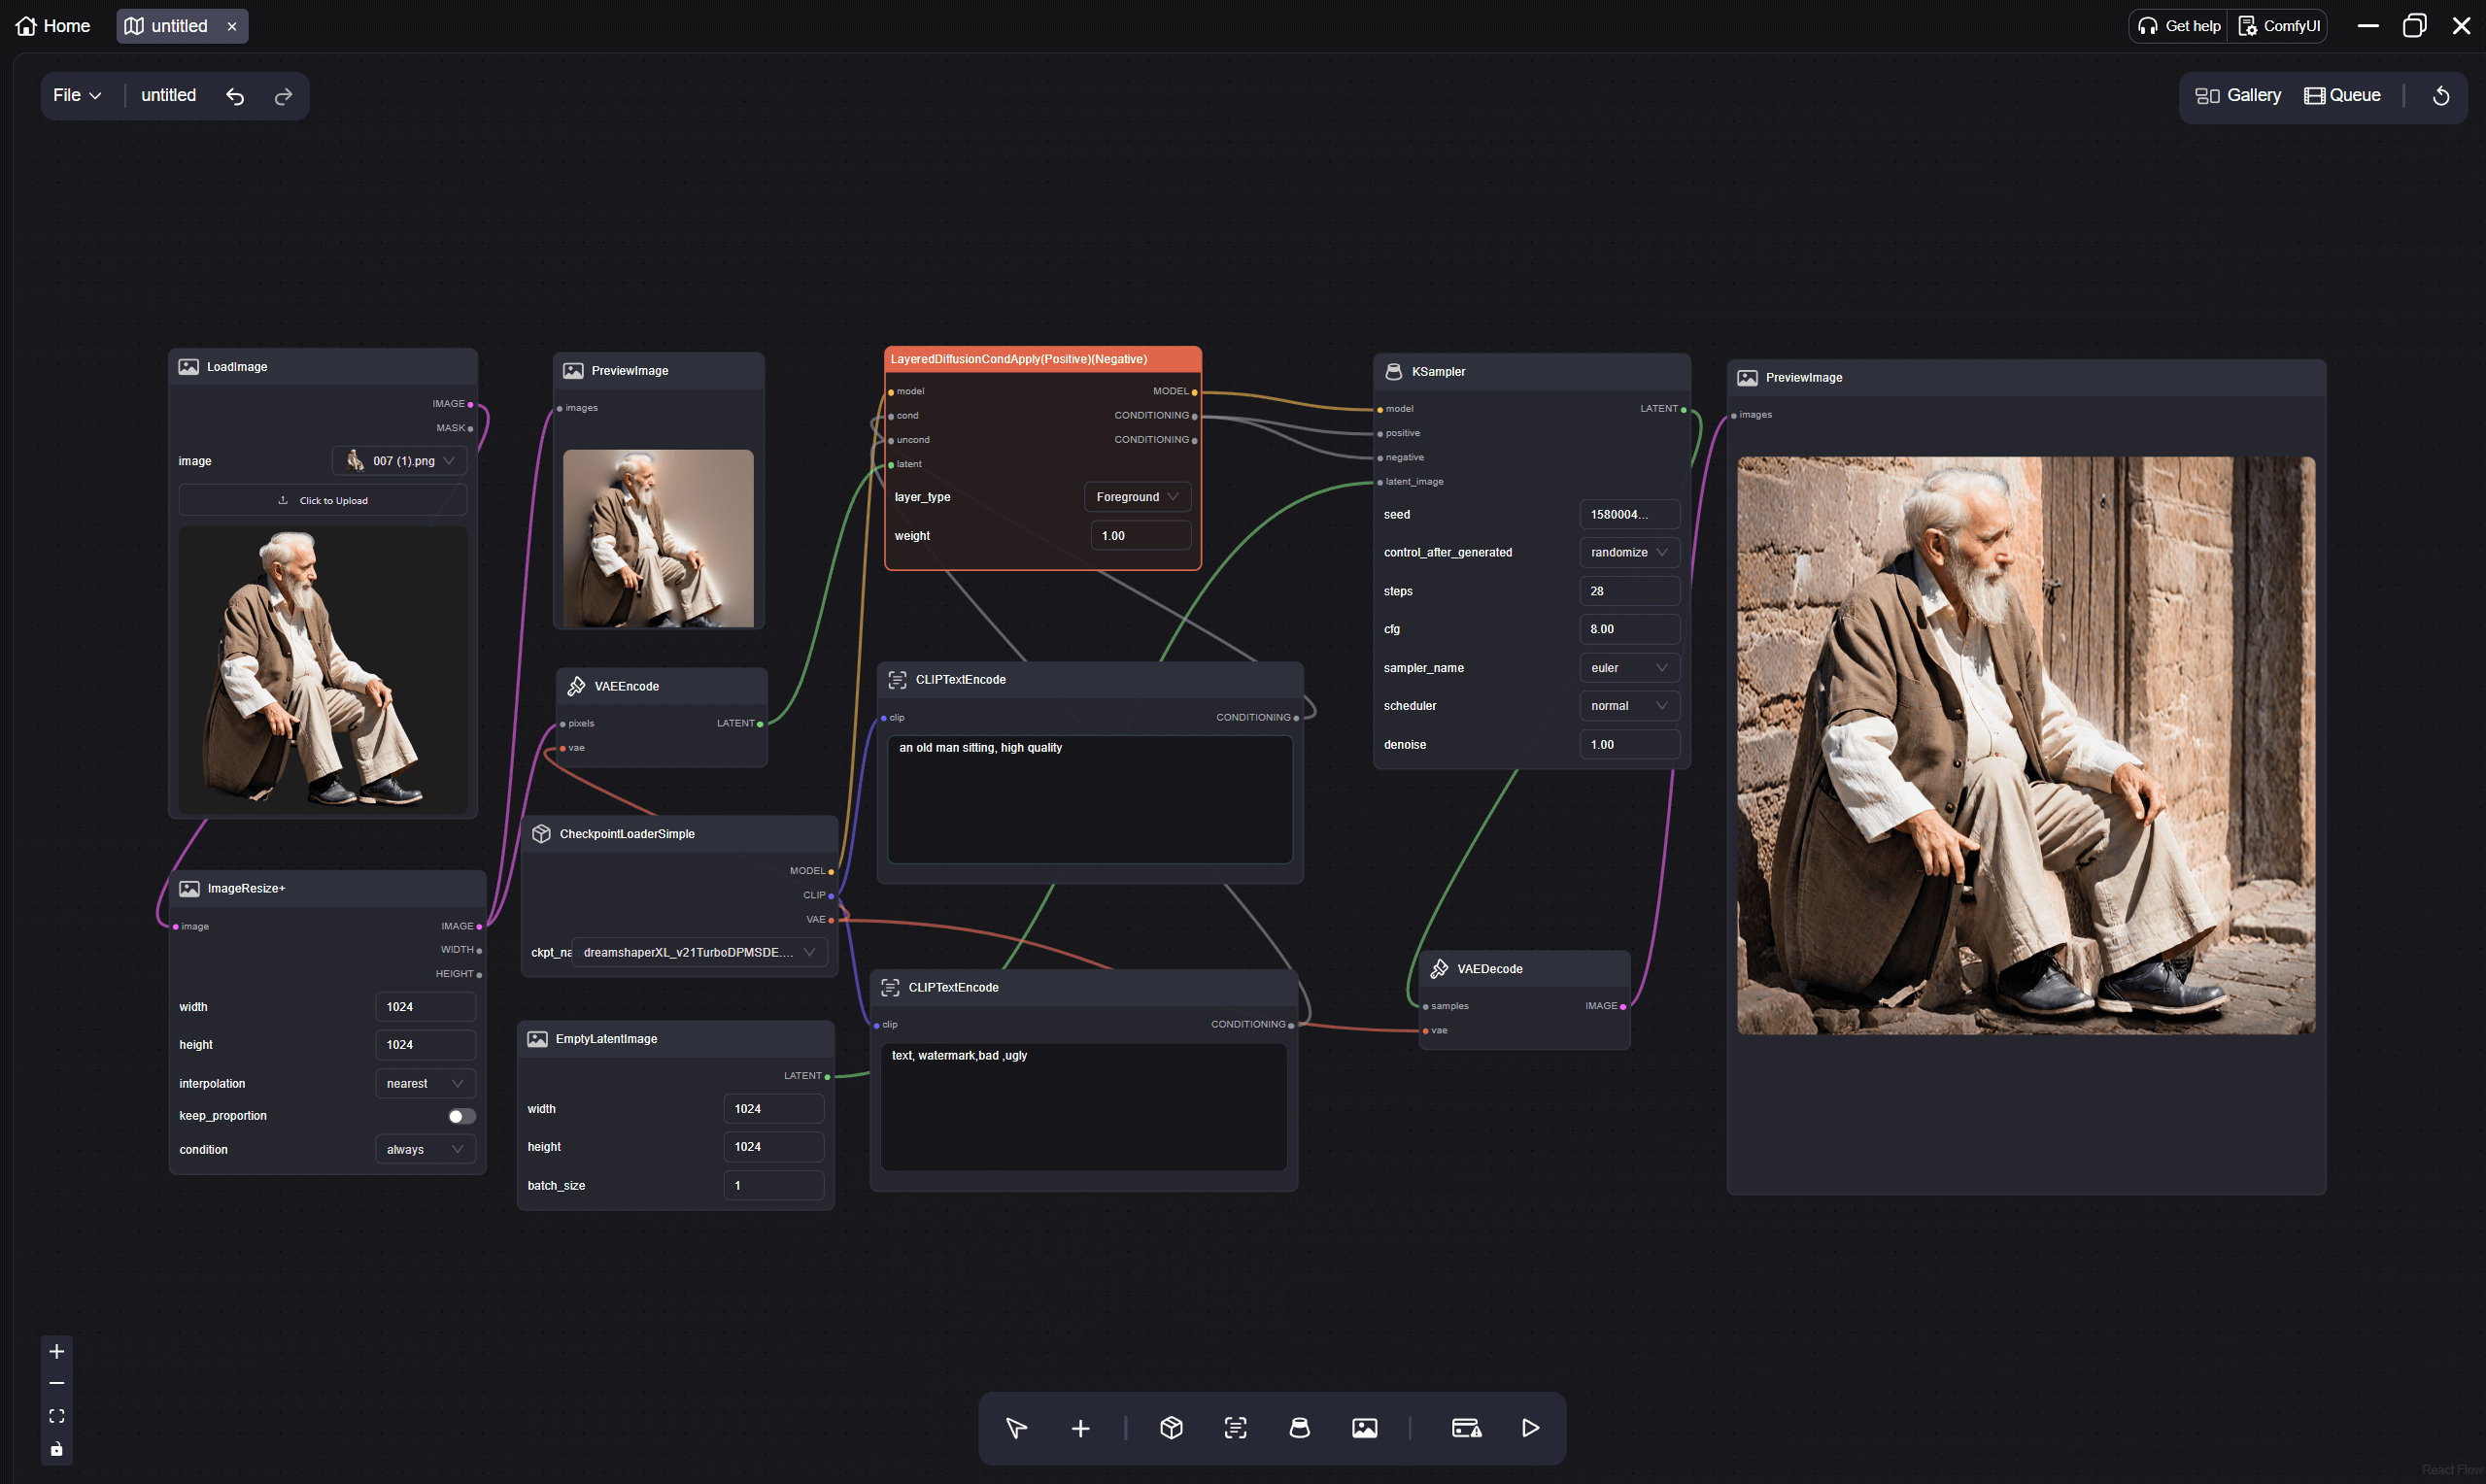 Home
untitled
Get help
ComfyUI
File
untitled
Gallery
Queue
LoadImage
IMAGE
MASK
image
007 (1).png
Click to Upload
ImageResize+
image
IMAGE
WIDTH
HEIGHT
width
1024
height
1024
interpolation
nearest
keep_proportion
condition
always
PreviewImage
images
VAEEncode
pixels
LATENT
vae
CheckpointLoaderSimple
MODEL
CLIP
VAE
ckpt_na
dreamshaperXL_v21TurboDPMSDE....
EmptyLatentImage
LATENT
width
1024
height
1024
batch_size
1
LayeredDiffusionCondApply(Positive)(Negative)
model
MODEL
cond
CONDITIONING
uncond
CONDITIONING
latent
layer_type
Foreground
weight
1.00
CLIPTextEncode
clip
CONDITIONING
an old man sitting, high quality
CLIPTextEncode
clip
CONDITIONING
text, watermark,bad ,ugly
KSampler
model
LATENT
positive
negative
latent_image
seed
1580004...
control_after_generated
randomize
steps
28
cfg
8.00
sampler_name
euler
scheduler
normal
denoise
1.00
VAEDecode
samples
IMAGE
vae
PreviewImage
images
React Flow